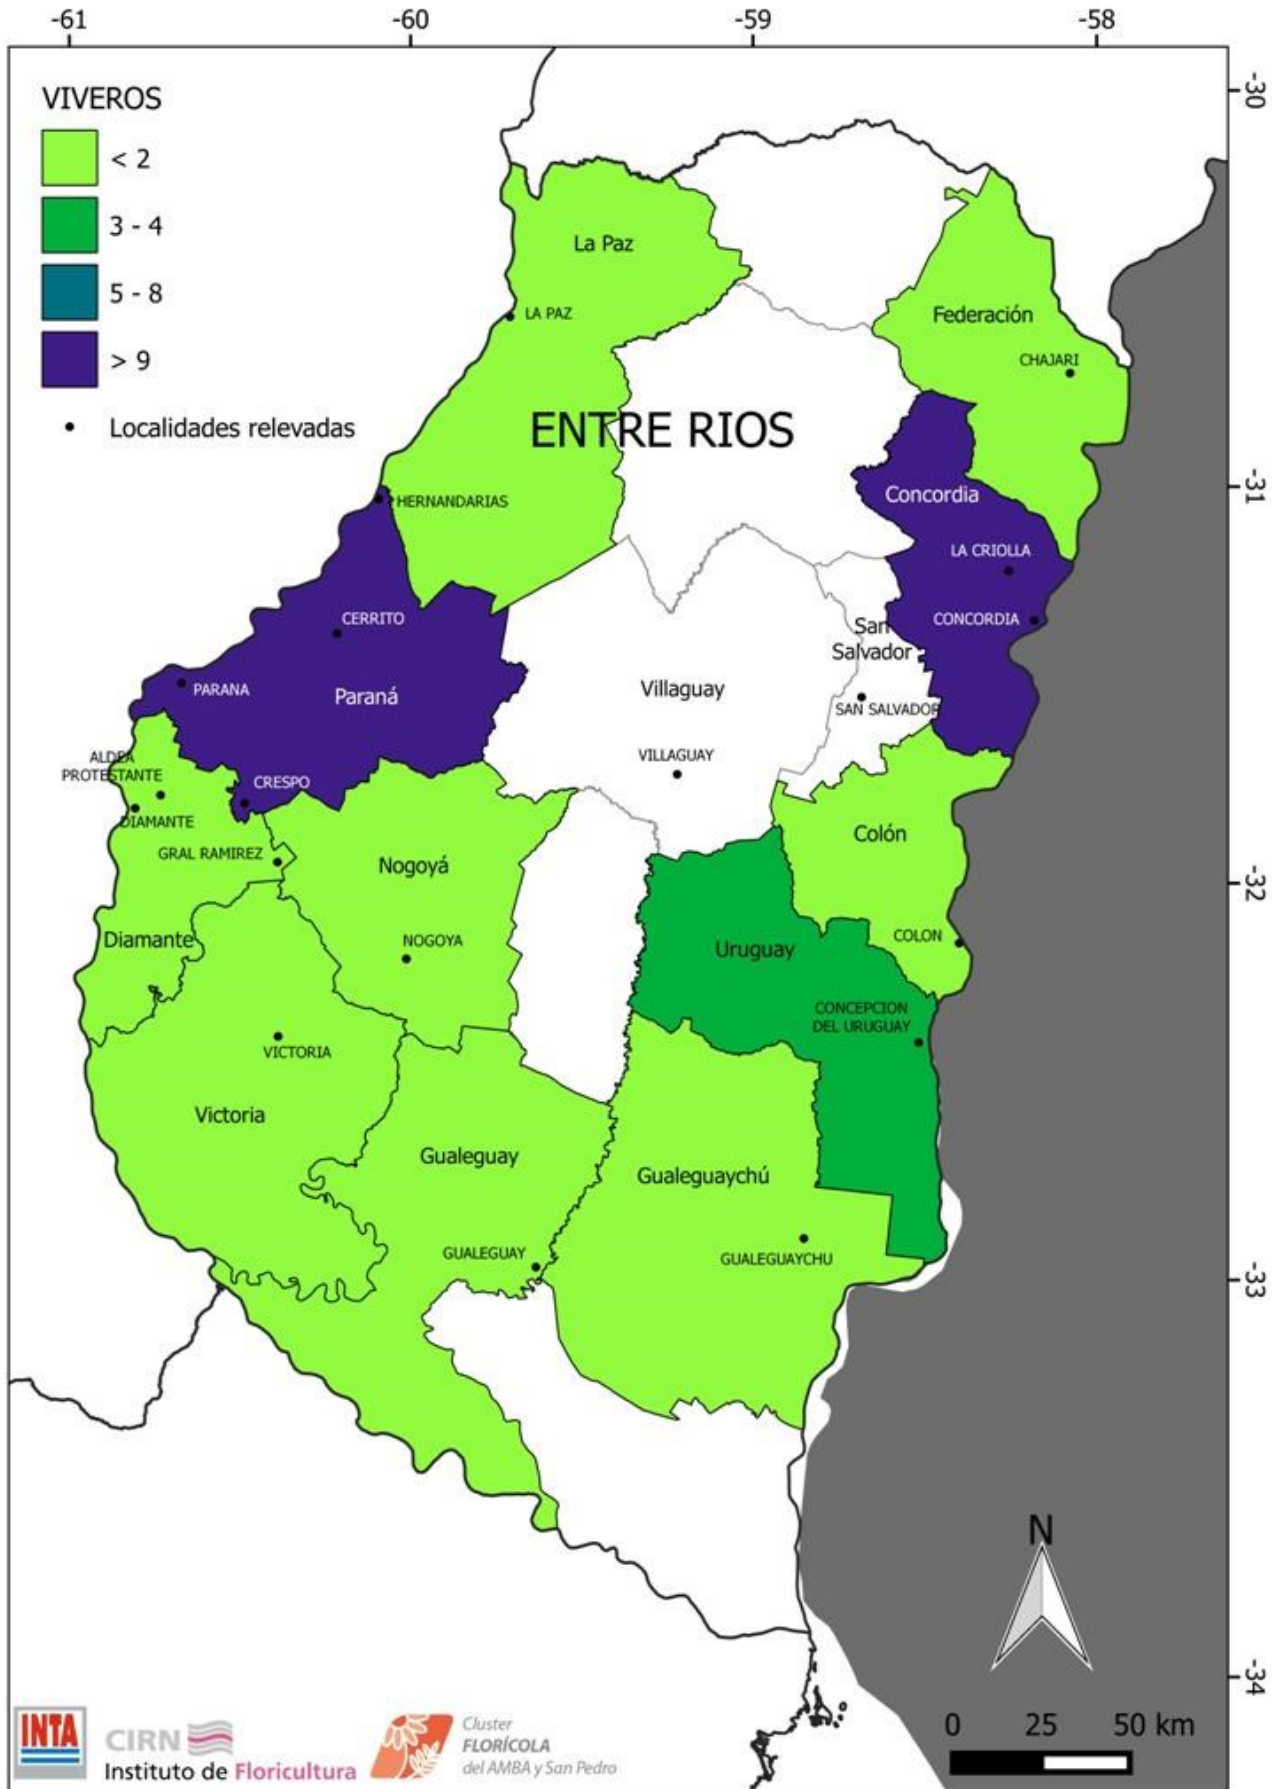 -61
-60
-59
-58
VIVEROS
< 2
3 - 4
5 - 8
> 9
Localidades relevadas
-30
-31
-32
-33
-34
La Paz
LA PAZ
Federación
CHAJARI
ENTRE RIOS
HERNANDARIAS
Concordia
LA CRIOLLA
CONCORDIA
CERRITO
PARANA
Paraná
San
Salvador
SAN SALVADOR
Villaguay
VILLAGUAY
ALDEA
PROTESTANTE
DIAMANTE
CRESPO
GRAL RAMIREZ
Nogoyá
NOGOYA
Colón
COLON
Diamante
Uruguay
CONCEPCION
DEL URUGUAY
VICTORIA
Victoria
Gualeguay
GUALEGUAY
Gualeguaychú
GUALEGUAYCHU
N
0 25 50 km
INTA
CIRN
Instituto de Floricultura
Cluster
FLORÍCOLA
del AMBA y San Pedro